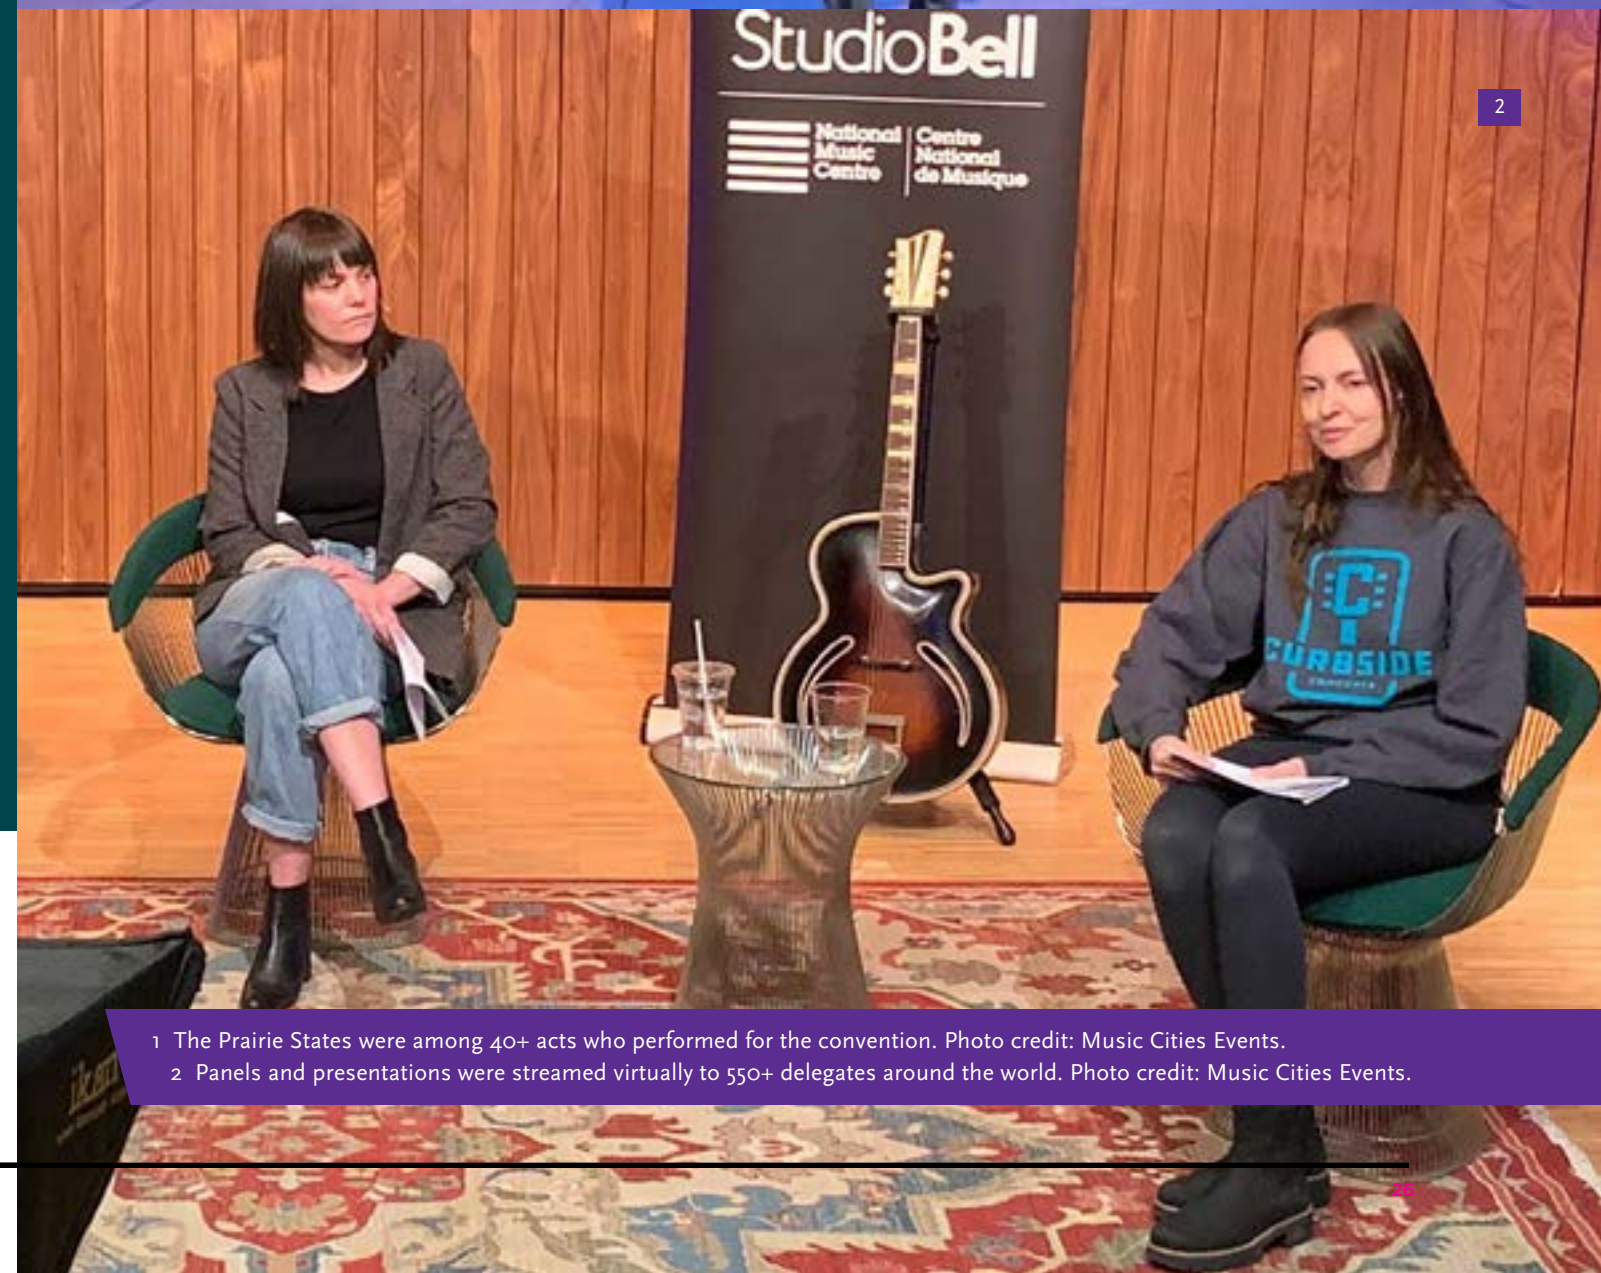 StudioBell
National
Music
Centre
Centre
National
de Musique
2
C
CURBSIDE
CONCERTS
1 The Prairie States were among 40+ acts who performed for the convention. Photo credit: Music Cities Events.
2 Panels and presentations were streamed virtually to 550+ delegates around the world. Photo credit: Music Cities Events.
26